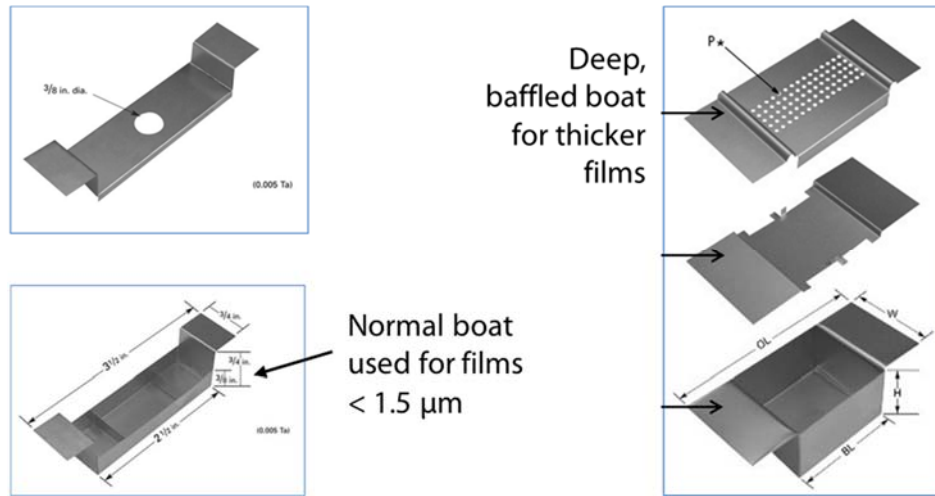 3/8 in. dia.
(0.005 Ta)
Deep,
baffled boat
for thicker
films
P★
3 1/2 in.
3/4 in.
3/4 in.
3/8 in.
2 1/2 in.
(0.005 Ta)
Normal boat
used for films
< 1.5 μm
OL
W
H
BL